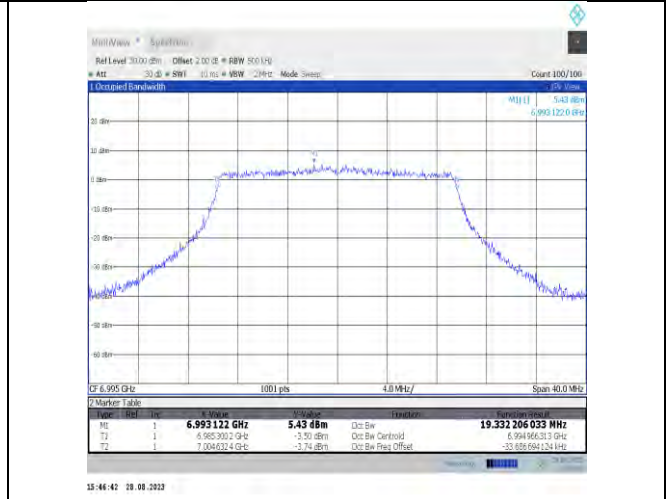 MultiView Spectrum
Ref Level 30.00 dBm Offset 2.00 dB RBW 500 kHz
Att 30 dB SWT 10 ms VBW 2 MHz Mode Sweep Count 100/100
1 Occupied Bandwidth
M1[1] 5.43 dBm
6.993 122 0 GHz
20 dBm
10 dBm
0 dBm
-10 dBm
-20 dBm
-30 dBm
-50 dBm
-60 dBm
CF 6.995 GHz 1001 pts 4.0 MHz/ Span 40.0 MHz
2 Marker Table
Type Ref Trc X-Value Y-Value Function Function Result
M1 1 6.993 122 GHz 5.43 dBm Occ Bw 19.332 206 033 MHz
T1 1 6.985 300 2 GHz -3.50 dBm Occ Bw Centroid 6.994 966 313 GHz
T2 1 7.004 632 4 GHz -3.74 dBm Occ Bw Freq Offset -33.686 694 124 kHz
15:46:42 28.08.2023